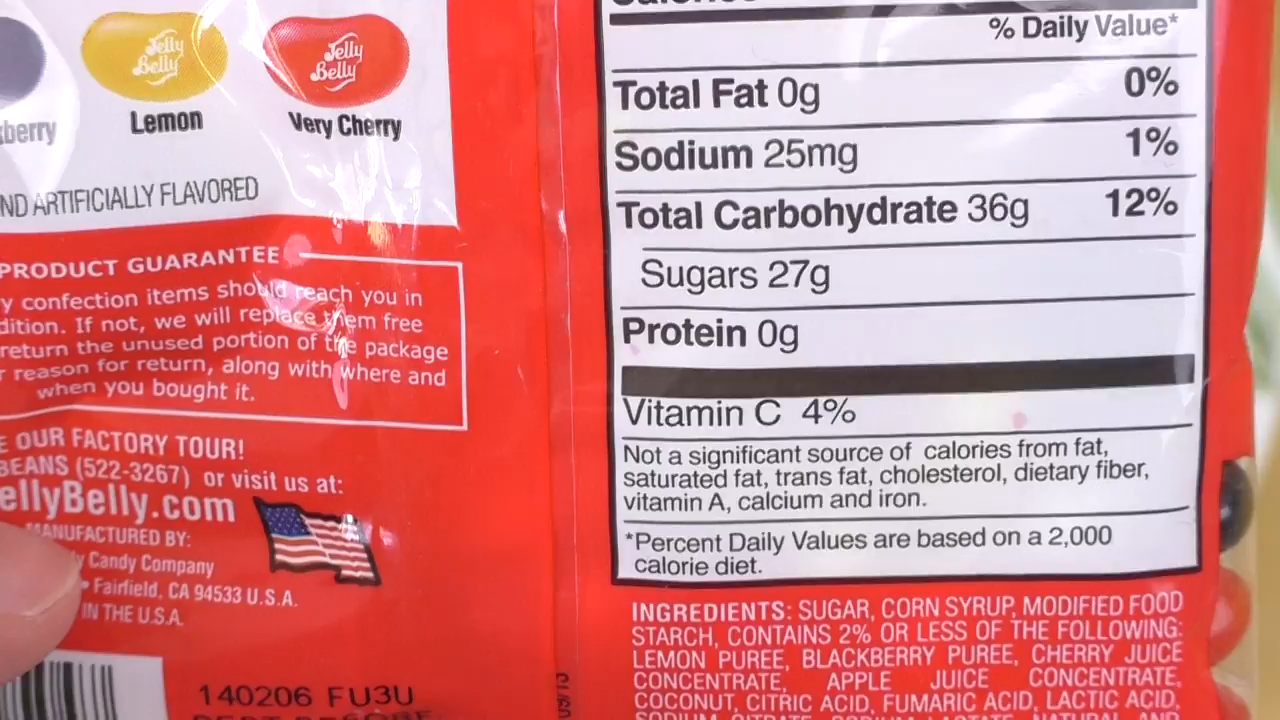 Jelly
Belly
Jelly
Belly
Lemon
Very Cherry
ND ARTIFICIALLY FLAVORED
PRODUCT GUARANTEE
y confection items should reach you in
dition. If not, we will replace them free
return the unused portion of the package
reason for return, along with where and
when you bought it.
E OUR FACTORY TOUR!
BEANS (522-3267) or visit us at:
ellyBelly.com
MANUFACTURED BY:
y Candy Company
• Fairfield, CA 94533 U.S.A.
IN THE U.S.A.
140206 FU3U
% Daily Value*
Total Fat 0g 0%
Sodium 25mg 1%
Total Carbohydrate 36g 12%
Sugars 27g
Protein 0g
Vitamin C 4%
Not a significant source of calories from fat,
saturated fat, trans fat, cholesterol, dietary fiber,
vitamin A, calcium and iron.
*Percent Daily Values are based on a 2,000
calorie diet.
INGREDIENTS: SUGAR, CORN SYRUP, MODIFIED FOOD
STARCH, CONTAINS 2% OR LESS OF THE FOLLOWING:
LEMON PUREE, BLACKBERRY PUREE, CHERRY JUICE
CONCENTRATE, APPLE JUICE CONCENTRATE,
COCONUT, CITRIC ACID, FUMARIC ACID, LACTIC ACID,